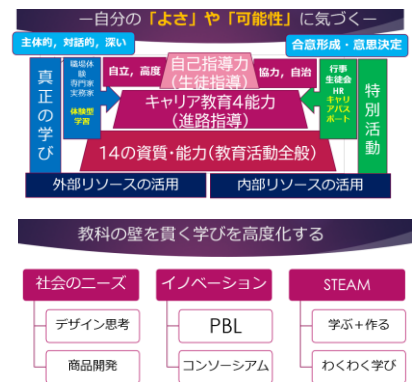 ―自分の「よさ」や「可能性」に気づく―
主体的，対話的，深い
合意形成・意思決定
真正の学び
職場体
験
専門家
実務家
体験型
学習
自立，高度
自己指導力
(生徒指導)
協力，自治
行事
生徒会
HR
キャリ
アパス
ポート
特別活動
キャリア教育4能力
(進路指導)
14の資質・能力(教育活動全般)
外部リソースの活用
内部リソースの活用
教科の壁を貫く学びを高度化する
社会のニーズ
イノベーション
STEAM
デザイン思考
PBL
学ぶ＋作る
商品開発
コンソーシアム
わくわく学び